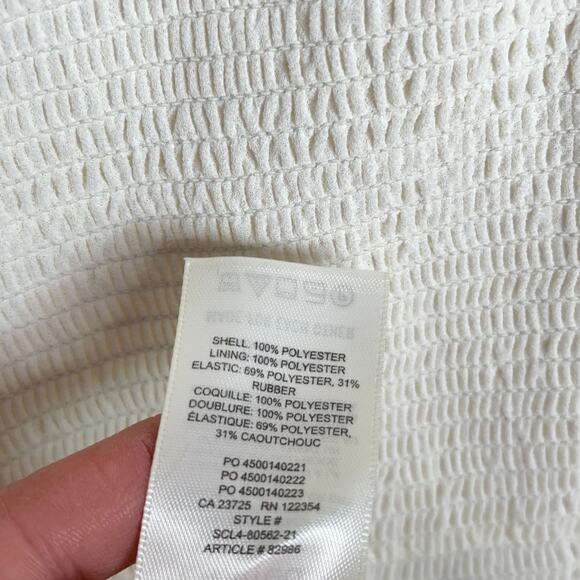 SHELL: 100% POLYESTER
LINING: 100% POLYESTER
ELASTIC: 69% POLYESTER, 31%
RUBBER
COQUILLE: 100% POLYESTER
DOUBLURE: 100% POLYESTER
ÉLASTIQUE: 69% POLYESTER,
31% CAOUTCHOUC
PO 4500140221
PO 4500140222
PO 4500140223
CA 23725 RN 122354
STYLE #
SCL4-80562-21
ARTICLE # 82986